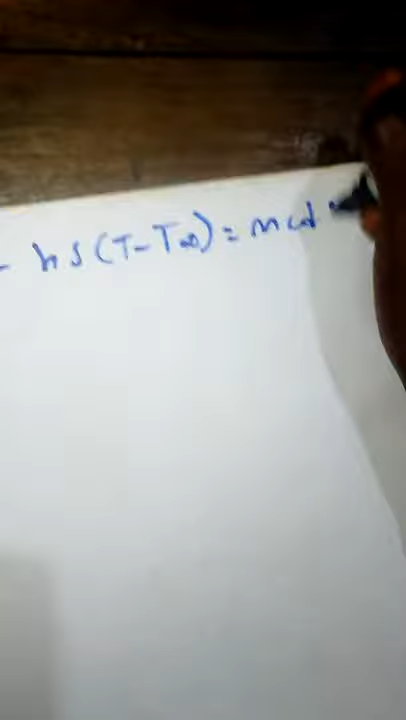 - hS(T-T∞) = mcd